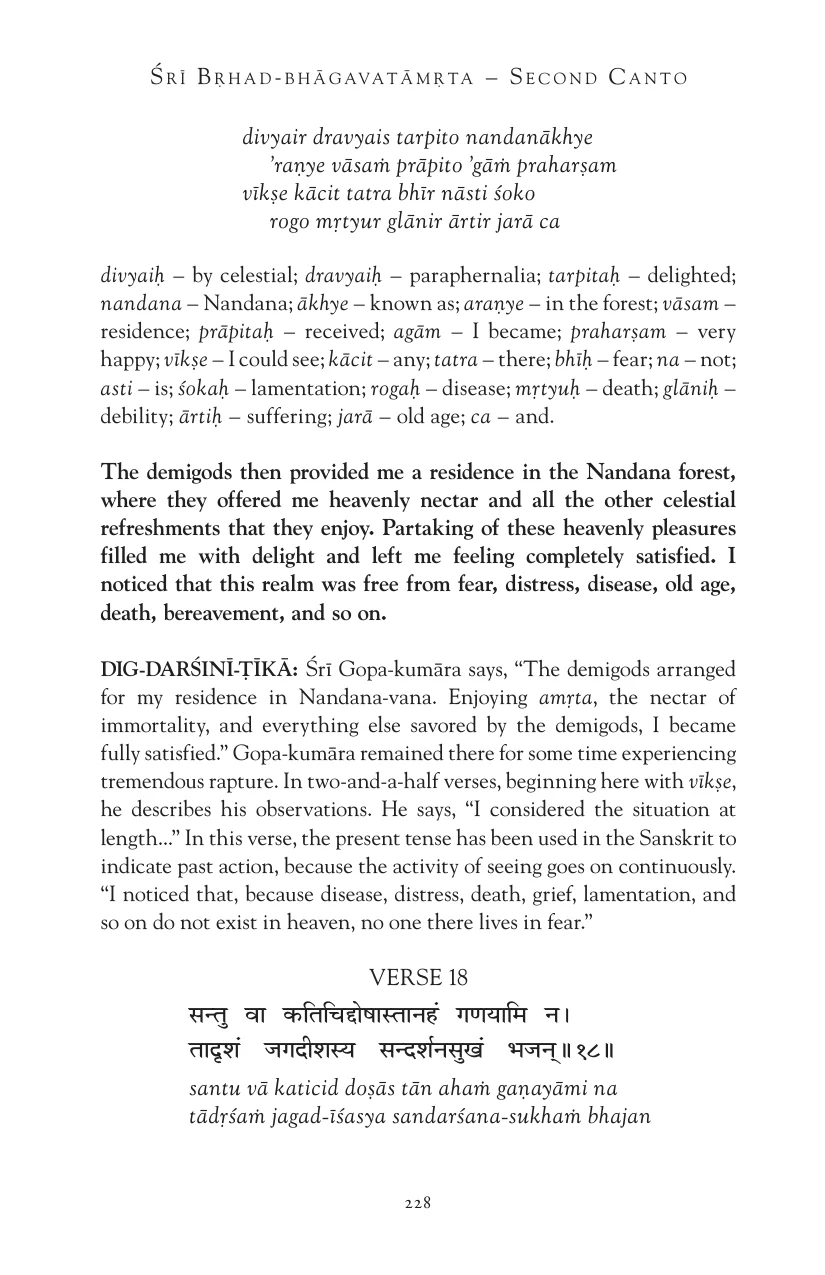 ŚRĪ BṚHAD-BHĀGAVATĀMṚTA – SECOND CANTO
divyair dravyais tarpito nandanākhye
’raṇye vāsaṁ prāpito ’gāṁ praharṣam
vīkṣe kācit tatra bhīr nāsti śoko
rogo mṛtyur glānir ārtir jarā ca
divyaiḥ – by celestial; dravyaiḥ – paraphernalia; tarpitaḥ – delighted;
nandana – Nandana; ākhye – known as; araṇye – in the forest; vāsam –
residence; prāpitaḥ – received; agām – I became; praharṣam – very
happy; vīkṣe – I could see; kācit – any; tatra – there; bhīḥ – fear; na – not;
asti – is; śokaḥ – lamentation; rogaḥ – disease; mṛtyuḥ – death; glāniḥ –
debility; ārtiḥ – suffering; jarā – old age; ca – and.
The demigods then provided me a residence in the Nandana forest,
where they offered me heavenly nectar and all the other celestial
refreshments that they enjoy. Partaking of these heavenly pleasures
filled me with delight and left me feeling completely satisfied. I
noticed that this realm was free from fear, distress, disease, old age,
death, bereavement, and so on.
DIG-DARŚINĪ-ṬĪKĀ: Śrī Gopa-kumāra says, “The demigods arranged
for my residence in Nandana-vana. Enjoying amṛta, the nectar of
immortality, and everything else savored by the demigods, I became
fully satisfied.” Gopa-kumāra remained there for some time experiencing
tremendous rapture. In two-and-a-half verses, beginning here with vīkṣe,
he describes his observations. He says, “I considered the situation at
length...” In this verse, the present tense has been used in the Sanskrit to
indicate past action, because the activity of seeing goes on continuously.
“I noticed that, because disease, distress, death, grief, lamentation, and
so on do not exist in heaven, no one there lives in fear.”
VERSE 18
सन्तु वा कतिचिद्दोषास्तानहं गणयामि न।
तादृशं जगदीशस्य सन्दर्शनसुखं भजन्॥१८॥
santu vā katicid doṣās tān ahaṁ gaṇayāmi na
tādṛśaṁ jagad-īśasya sandarśana-sukhaṁ bhajan
228